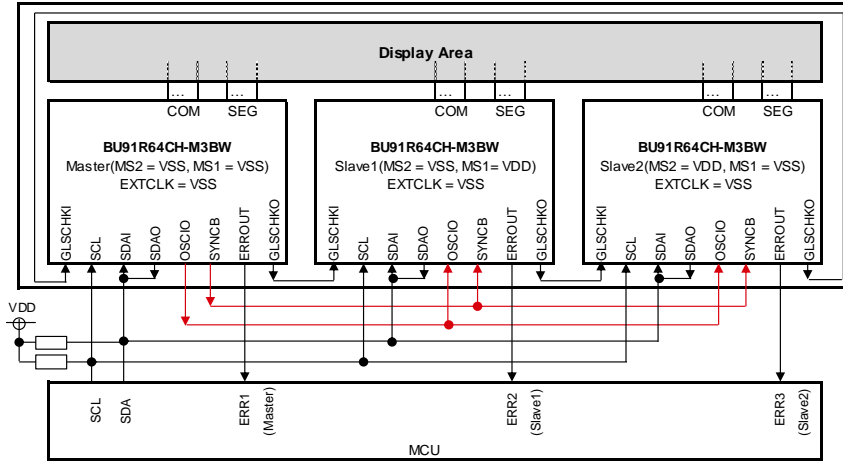 Display Area
... ... ... ... ... ...
COM SEG COM SEG COM SEG
BU91R64CH-M3BW
Master(MS2 = VSS, MS1 = VSS)
EXTCLK = VSS
GLSCHKI
SCL
SDAI
SDAO
OSCIO
SYNCB
ERROUT
GLSCHKO
BU91R64CH-M3BW
Slave1(MS2 = VSS, MS1= VDD)
EXTCLK = VSS
GLSCHKI
SCL
SDAI
SDAO
OSCIO
SYNCB
ERROUT
GLSCHKO
BU91R64CH-M3BW
Slave2(MS2 = VDD, MS1 = VSS)
EXTCLK = VSS
GLSCHKI
SCL
SDAI
SDAO
OSCIO
SYNCB
ERROUT
GLSCHKO
VDD
SCL
SDA
ERR1
(Master)
ERR2
(Slave1)
ERR3
(Slave2)
MCU